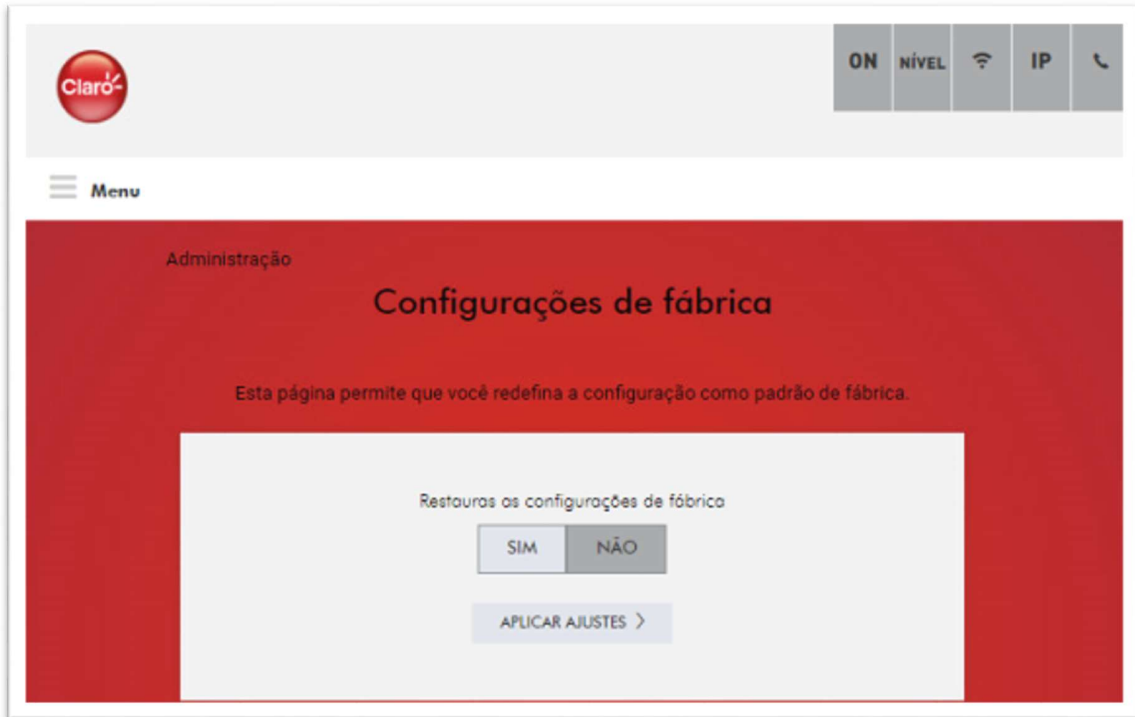 Claro-
ON NÍVEL IP
Menu
Administração
Configurações de fábrica
Esta página permite que você redefina a configuração como padrão de fábrica.
Restauras as configurações de fábrica
SIM NÃO
APLICAR AJUSTES >